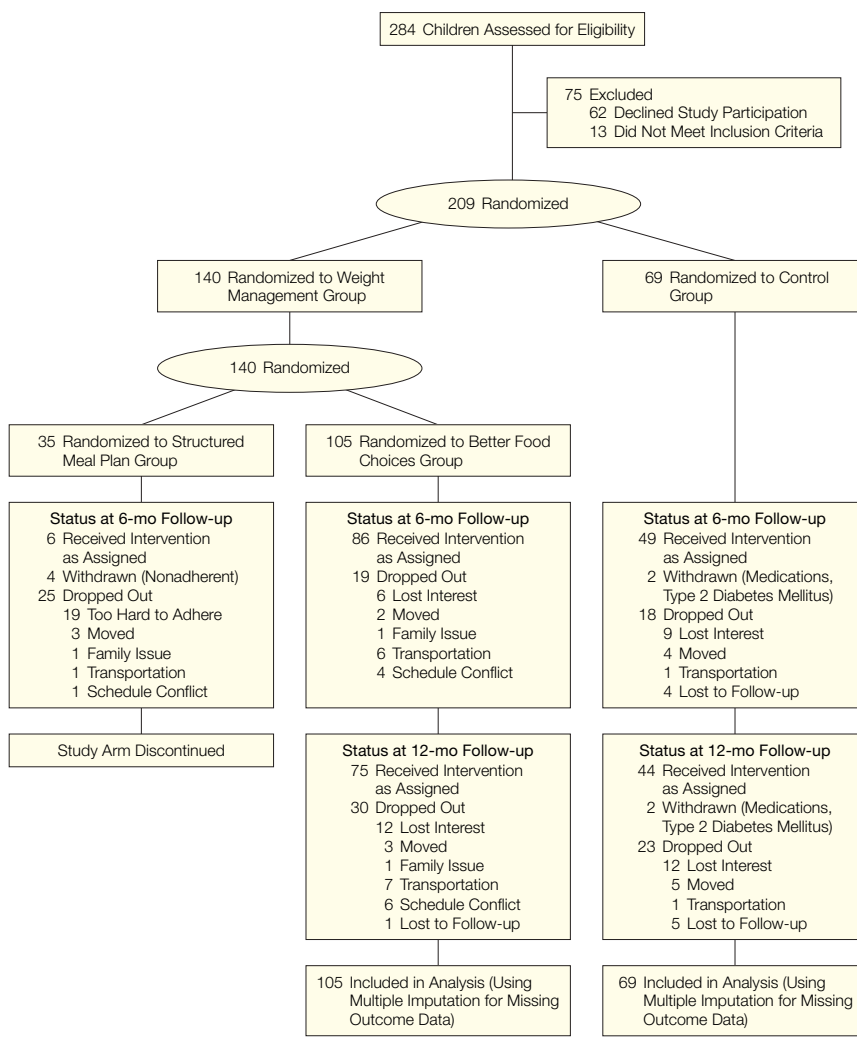 284 Children Assessed for Eligibility
75 Excluded
62 Declined Study Participation
13 Did Not Meet Inclusion Criteria
209 Randomized
140 Randomized to Weight
Management Group
69 Randomized to Control
Group
140 Randomized
35 Randomized to Structured
Meal Plan Group
105 Randomized to Better Food
Choices Group
Status at 6-mo Follow-up
6 Received Intervention
as Assigned
4 Withdrawn (Nonadherent)
25 Dropped Out
19 Too Hard to Adhere
3 Moved
1 Family Issue
1 Transportation
1 Schedule Conflict
Status at 6-mo Follow-up
86 Received Intervention
as Assigned
19 Dropped Out
6 Lost Interest
2 Moved
1 Family Issue
6 Transportation
4 Schedule Conflict
Status at 6-mo Follow-up
49 Received Intervention
as Assigned
2 Withdrawn (Medications,
Type 2 Diabetes Mellitus)
18 Dropped Out
9 Lost Interest
4 Moved
1 Transportation
4 Lost to Follow-up
Study Arm Discontinued
Status at 12-mo Follow-up
75 Received Intervention
as Assigned
30 Dropped Out
12 Lost Interest
3 Moved
1 Family Issue
7 Transportation
6 Schedule Conflict
1 Lost to Follow-up
Status at 12-mo Follow-up
44 Received Intervention
as Assigned
2 Withdrawn (Medications,
Type 2 Diabetes Mellitus)
23 Dropped Out
12 Lost Interest
5 Moved
1 Transportation
5 Lost to Follow-up
105 Included in Analysis (Using
Multiple Imputation for Missing
Outcome Data)
69 Included in Analysis (Using
Multiple Imputation for Missing
Outcome Data)